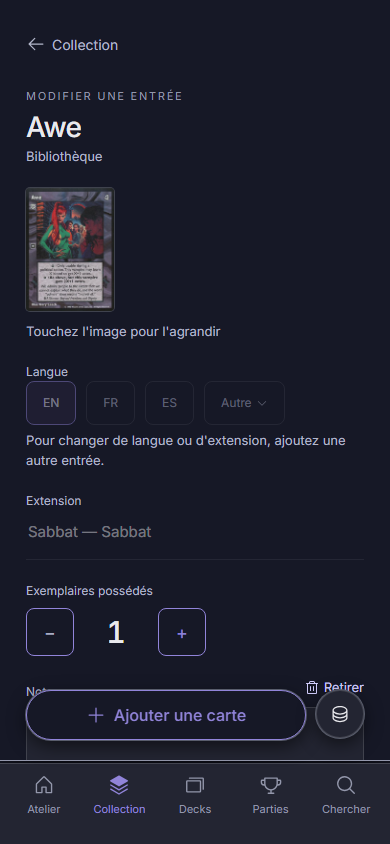 Collection
MODIFIER UNE ENTRÉE
Awe
Bibliothèque
Awe
Touchez l'image pour l'agrandir
Langue
EN FR ES Autre
Pour changer de langue ou d'extension, ajoutez une
autre entrée.
Extension
Sabbat — Sabbat
Exemplaires possédés
− 1 +
Retirer
Ajouter une carte
Atelier Collection Decks Parties Chercher